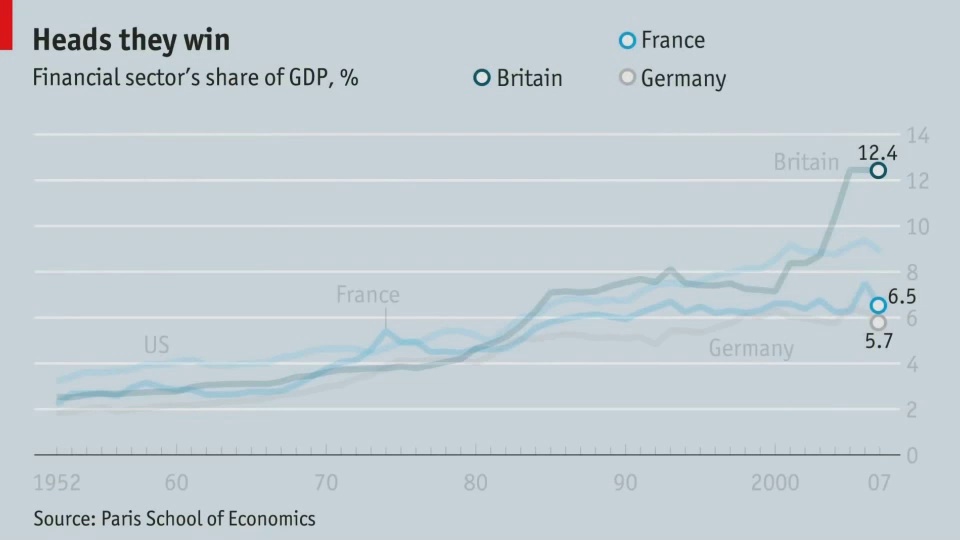 Heads they win
France
Financial sector's share of GDP, %
Britain
Germany
14
Britain
12.4
12
10
8
France
6.5
6
US
Germany
5.7
4
2
0
1952 60 70 80 90 2000 07
Source: Paris School of Economics